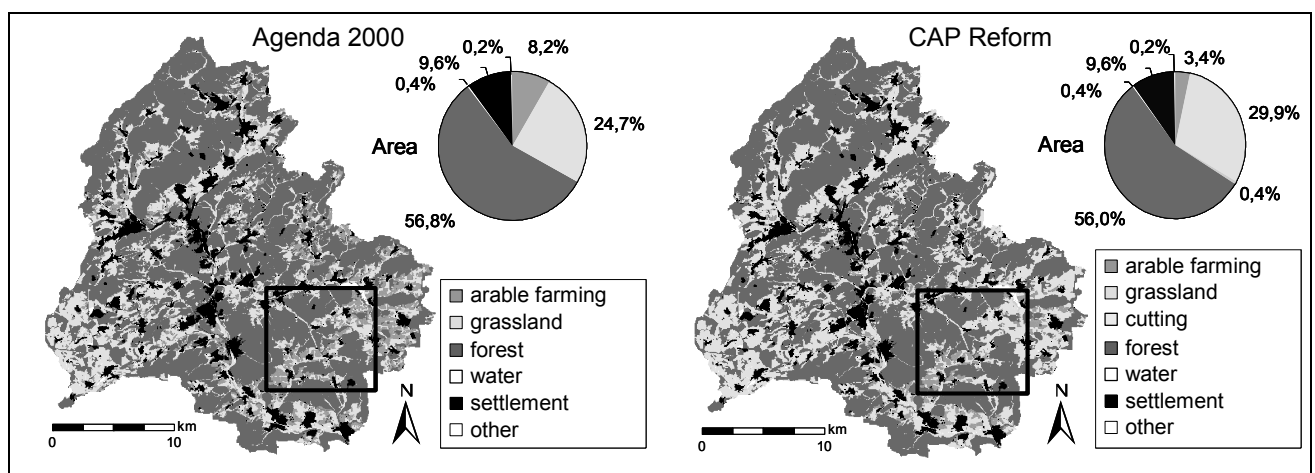 Agenda 2000
0,2%
8,2%
9,6%
0,4%
24,7%
Area
56,8%
arable farming
grassland
forest
water
settlement
other
N
km
0
10
CAP Reform
0,2%
3,4%
9,6%
0,4%
29,9%
Area
0,4%
56,0%
arable farming
grassland
cutting
forest
water
settlement
other
N
km
0
10